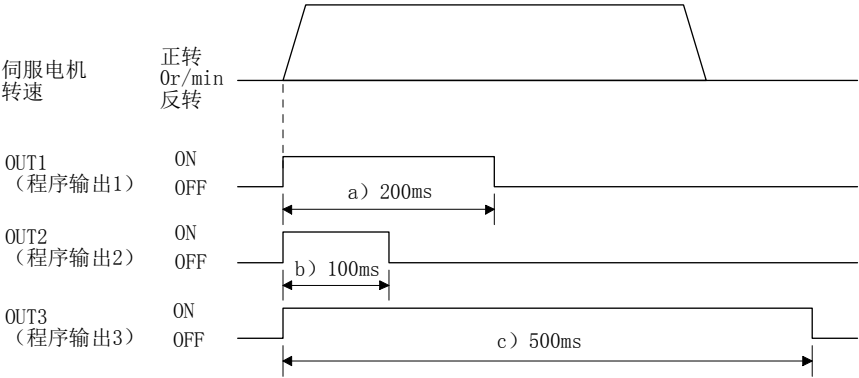 伺服电机
转速
正转
0r/min
反转
OUT1
（程序输出1）
ON
OFF
a）200ms
OUT2
（程序输出2）
ON
OFF
b）100ms
OUT3
（程序输出3）
ON
OFF
c）500ms